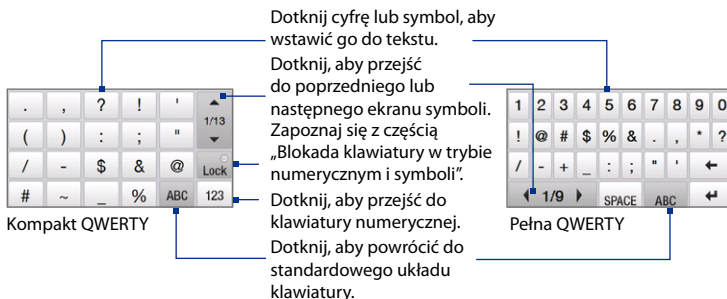 Dotknij cyfrę lub symbol, aby
wstawić go do tekstu.
Dotknij, aby przejść
do poprzedniego lub
następnego ekranu symboli.
Zapoznaj się z częścią
„Blokada klawiatury w trybie
numerycznym i symboli”.
Dotknij, aby przejść do
klawiatury numerycznej.
Dotknij, aby powrócić do
standardowego układu
klawiatury.
. , ? ! '
1/13
( ) : ; "
/ - $ & @ Lock
# ~ _ % ABC 123
Kompakt QWERTY
1 2 3 4 5 6 7 8 9 0
! @ # $ % & . , * ?
/ - + _ : ; " '
1/9 SPACE ABC
Pełna QWERTY